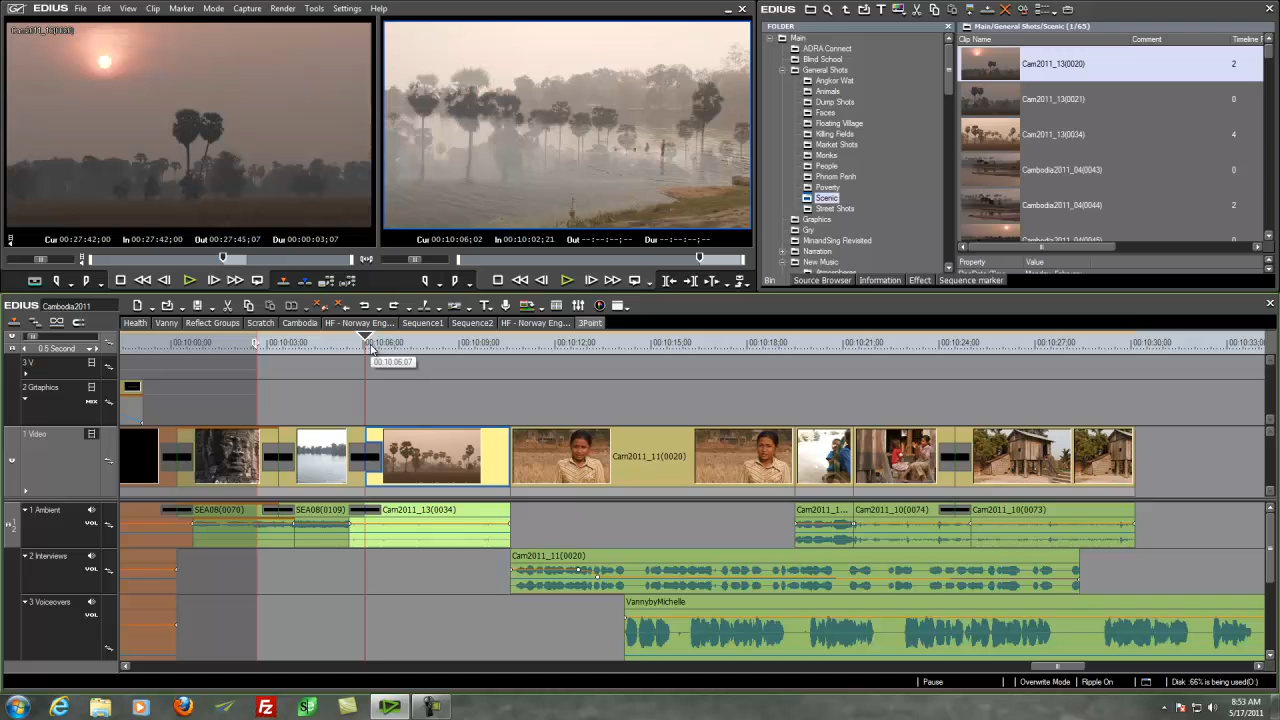 EDIUS File Edit View Clip Marker Mode Capture Render Tools Settings Help
Cur 00:27:42;00 In 00:27:42;00 Out 00:27:45;07 Dur 00:00:03;07
Cur 00:10:06;02 In 00:10:02;21 Out --:--:--;-- Dur --:--:--;--
EDIUS
FOLDER
Main
ADRA Connect
Blind School
General Shots
Angkor Wat
Animals
Dump Shots
Faces
Floating Village
Killing Fields
Market Shots
Monks
People
Phnom Penh
Poverty
Scenic
Street Shots
Graphics
Gry
MinandSing Revisited
Narration
New Music
Main/General Shots/Scenic (1/65)
Clip Name Comment Timeline F
Cam2011_13(0020) 2
Cam2011_13(0021) 0
Cam2011_13(0034) 4
Cambodia2011_04(0043) 0
Cambodia2011_04(0044) 2
Property Value
Bin Source Browser Information Effect Sequence marker
EDIUS Cambodia2011
Health Vanny Reflect Groups Scratch Cambodia HF - Norway Eng... Sequence1 Sequence2 HF - Norway Eng... 3Point
0.5 Second
00:10:00;00 00:10:03;00 00:10:06;00 00:10:09;00 00:10:12;00 00:10:15;00 00:10:18;00 00:10:21;00 00:10:24;00 00:10:27;00 00:10:30;00 00:10:33;0
00:10:06;07
3 V
2 Grtaphics
MIX
1 Video
Cam2011_11(0020)
1 Ambient
VOL
SEA08(0070) SEA08(0109) Cam2011_13(0034) Cam2011_1... Cam2011_10(0074) Cam2011_10(0073)
2 Interviews
VOL
Cam2011_11(0020)
3 Voiceovers
VOL
VannybyMichelle
Pause Overwrite Mode Ripple On Disk :66% is being used(O:)
8:53 AM
5/17/2011